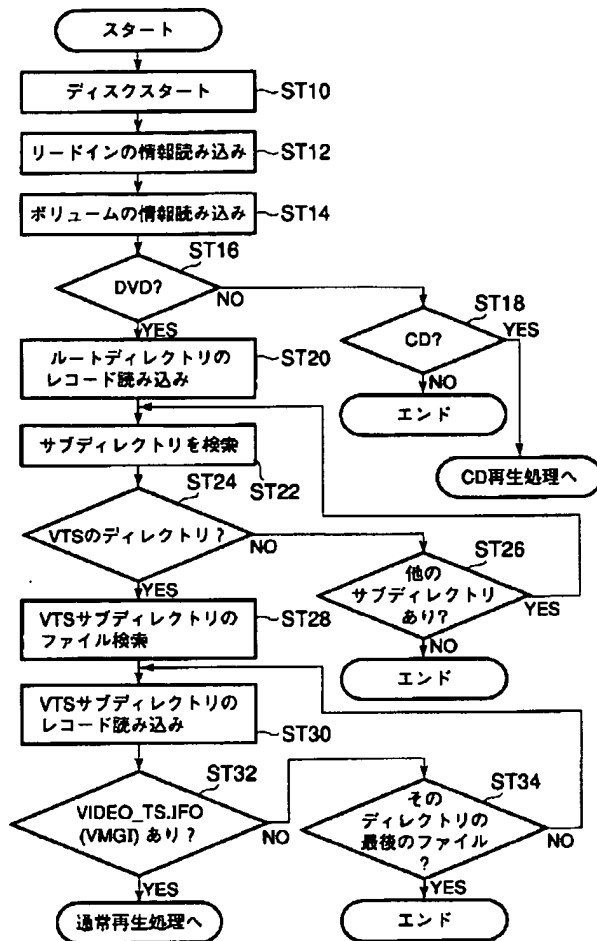 スタート
ディスクスタート
ST10
リードインの情報読み込み
ST12
ボリュームの情報読み込み
ST14
ST16
DVD?
NO
YES
ST18
CD?
YES
NO
エンド
CD再生処理へ
ルートディレクトリの
レコード読み込み
ST20
サブディレクトリを検索
ST22
ST24
VTSのディレクトリ?
NO
YES
ST26
他の
サブディレクトリ
あり?
YES
NO
エンド
VTSサブディレクトリの
ファイル検索
ST28
VTSサブディレクトリの
レコード読み込み
ST30
ST32
VIDEO_TS.IFO
(VMGI) あり?
NO
YES
通常再生処理へ
ST34
その
ディレクトリの
最後のファイル
?
NO
YES
エンド